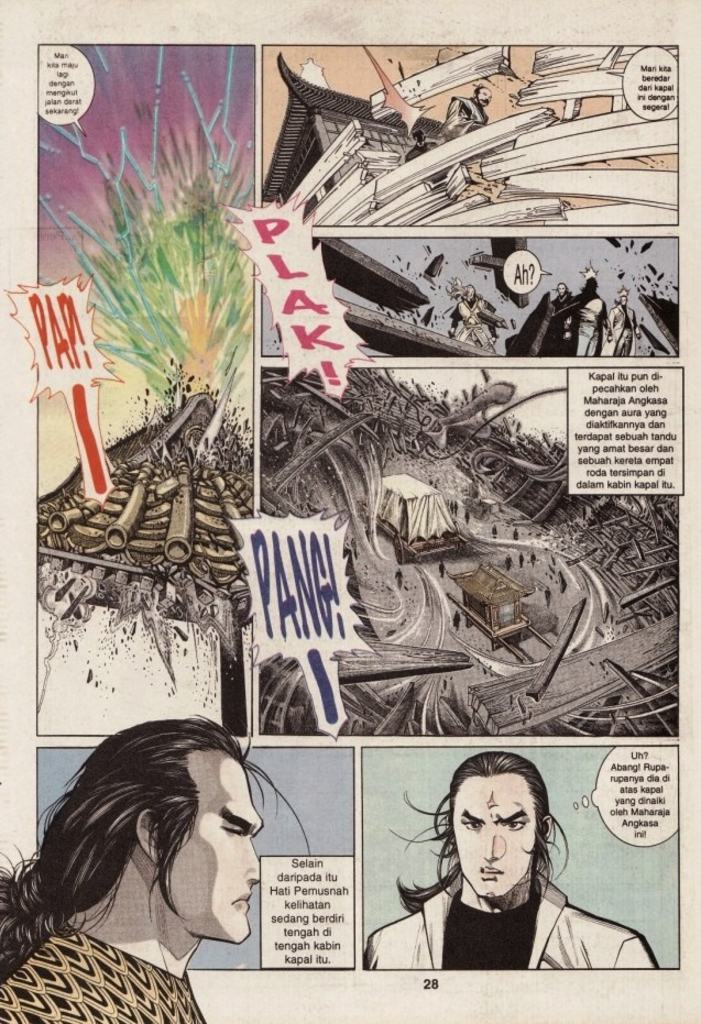 Mari
kita maju
lagi
dengan
mengikut
jalan darat
sekarang!
Mari kita
beredar
dari kapal
ini dengan
segera!
PAP!
PLAK!
Ah?
Kapal itu pun di-
pecahkan oleh
Maharaja Angkasa
dengan aura yang
diaktifkannya dan
terdapat sebuah tandu
yang amat besar dan
sebuah kereta empat
roda tersimpan di
dalam kabin kapal itu.
PANG!
Selain
daripada itu
Hati Pemusnah
kelihatan
sedang berdiri
tengah di
tengah kabin
kapal itu.
Uh?
Abang! Rupa-
rupanya dia di
atas kapal
yang dinaiki
oleh Maharaja
Angkasa
ini!
28